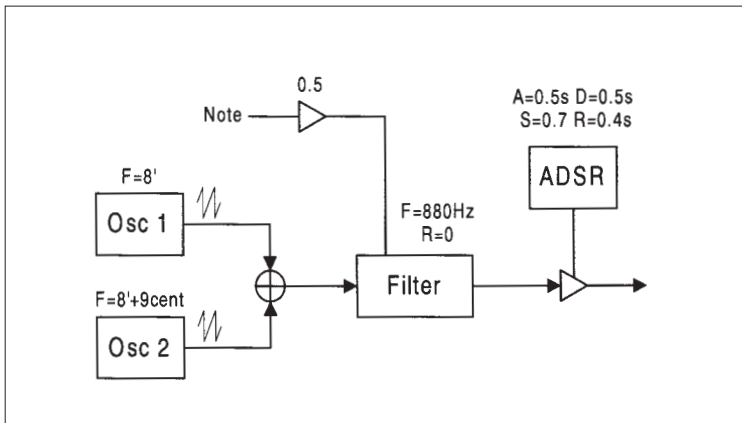 0.5
Note
A=0.5s D=0.5s
S=0.7 R=0.4s
ADSR
F=8'
Osc 1
F=880Hz
R=0
Filter
F=8'+9cent
Osc 2